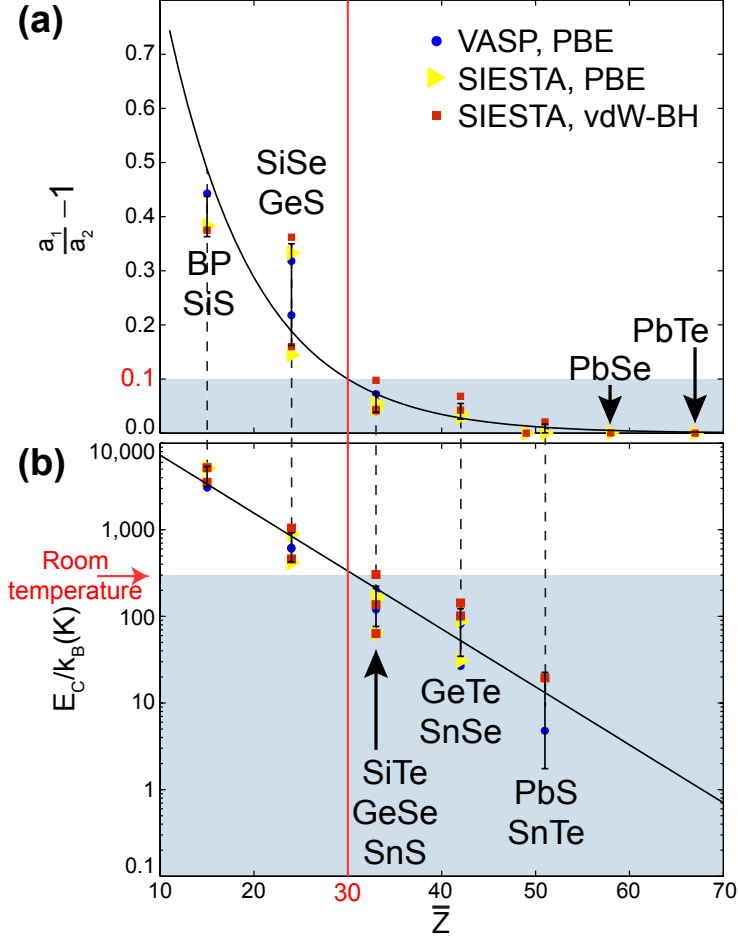 (a)
VASP, PBE
SIESTA, PBE
SIESTA, vdW-BH
0.7
0.6
0.5
0.4
0.3
0.2
0.1
0.0
a₁/a₂ −1
SiSe
GeS
BP
SiS
PbTe
PbSe
(b)
10,000
1,000
100
10
1
0.1
Room
temperature
E_C/k_B(K)
GeTe
SnSe
SiTe
GeSe
SnS
PbS
SnTe
10
20
30
40
50
60
70
Z̅